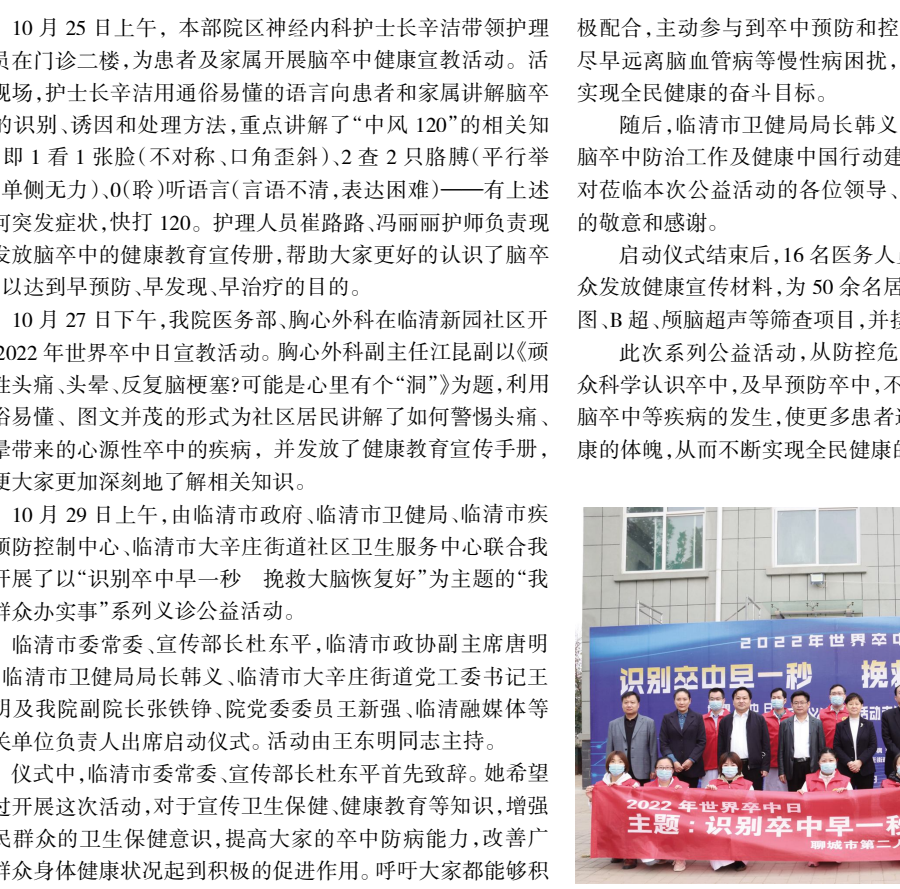 10 月 25 日上午，本部院区神经内科护士长辛洁带领护理
员在门诊二楼，为患者及家属开展脑卒中健康宣教活动。活
现场，护士长辛洁用通俗易懂的语言向患者和家属讲解脑卒
的识别、诱因和处理方法，重点讲解了“中风 120”的相关知
即 1 看 1 张脸（不对称、口角歪斜）、2 查 2 只胳膊（平行举
单侧无力）、0（聆）听语言（言语不清，表达困难）——有上述
何突发症状，快打 120。护理人员崔路路、冯丽丽护师负责现
发放脑卒中的健康教育宣传册，帮助大家更好的认识了脑卒
以达到早预防、早发现、早治疗的目的。
10 月 27 日下午，我院医务部、胸心外科在临清新园社区开
2022 年世界卒中日宣教活动。胸心外科副主任江昆副以《顽
性头痛、头晕、反复脑梗塞?可能是心里有个“洞”》为题，利用
俗易懂、图文并茂的形式为社区居民讲解了如何警惕头痛、
晕带来的心源性卒中的疾病，并发放了健康教育宣传手册，
更大家更加深刻地了解相关知识。
10 月 29 日上午，由临清市政府、临清市卫健局、临清市疾
预防控制中心、临清市大辛庄街道社区卫生服务中心联合我
开展了以“识别卒中早一秒　挽救大脑恢复好”为主题的“我
群众办实事”系列义诊公益活动。
临清市委常委、宣传部长杜东平，临清市政协副主席唐明
临清市卫健局局长韩义、临清市大辛庄街道党工委书记王
明及我院副院长张铁铮、院党委委员王新强、临清融媒体等
关单位负责人出席启动仪式。活动由王东明同志主持。
仪式中，临清市委常委、宣传部长杜东平首先致辞。她希望
过开展这次活动，对于宣传卫生保健、健康教育等知识，增强
民群众的卫生保健意识，提高大家的卒中防病能力，改善广
群众身体健康状况起到积极的促进作用。呼吁大家都能够积
极配合，主动参与到卒中预防和控
尽早远离脑血管病等慢性病困扰，
实现全民健康的奋斗目标。
随后，临清市卫健局局长韩义
脑卒中防治工作及健康中国行动建
对莅临本次公益活动的各位领导、
的敬意和感谢。
启动仪式结束后，16 名医务人
众发放健康宣传材料，为 50 余名居
图、B 超、颅脑超声等筛查项目，并
此次系列公益活动，从防控危
众科学认识卒中，及早预防卒中，不
脑卒中等疾病的发生，使更多患者
康的体魄，从而不断实现全民健康的
2022年世界卒中
识别卒中早一秒　挽救
2022 年世界卒中日
主题：识别卒中早一秒
聊城市第二人